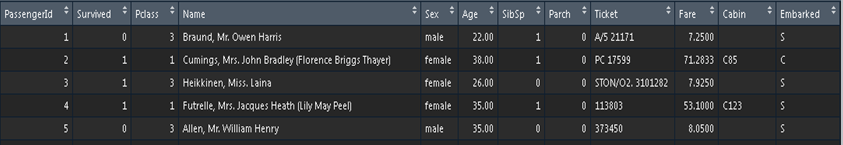 PassengerId Survived Pclass Name Sex Age SibSp Parch Ticket Fare Cabin Embarked
1 0 3 Braund, Mr. Owen Harris male 22.00 1 0 A/5 21171 7.2500 S
2 1 1 Cumings, Mrs. John Bradley (Florence Briggs Thayer) female 38.00 1 0 PC 17599 71.2833 C85 C
3 1 3 Heikkinen, Miss. Laina female 26.00 0 0 STON/O2. 3101282 7.9250 S
4 1 1 Futrelle, Mrs. Jacques Heath (Lily May Peel) female 35.00 1 0 113803 53.1000 C123 S
5 0 3 Allen, Mr. William Henry male 35.00 0 0 373450 8.0500 S